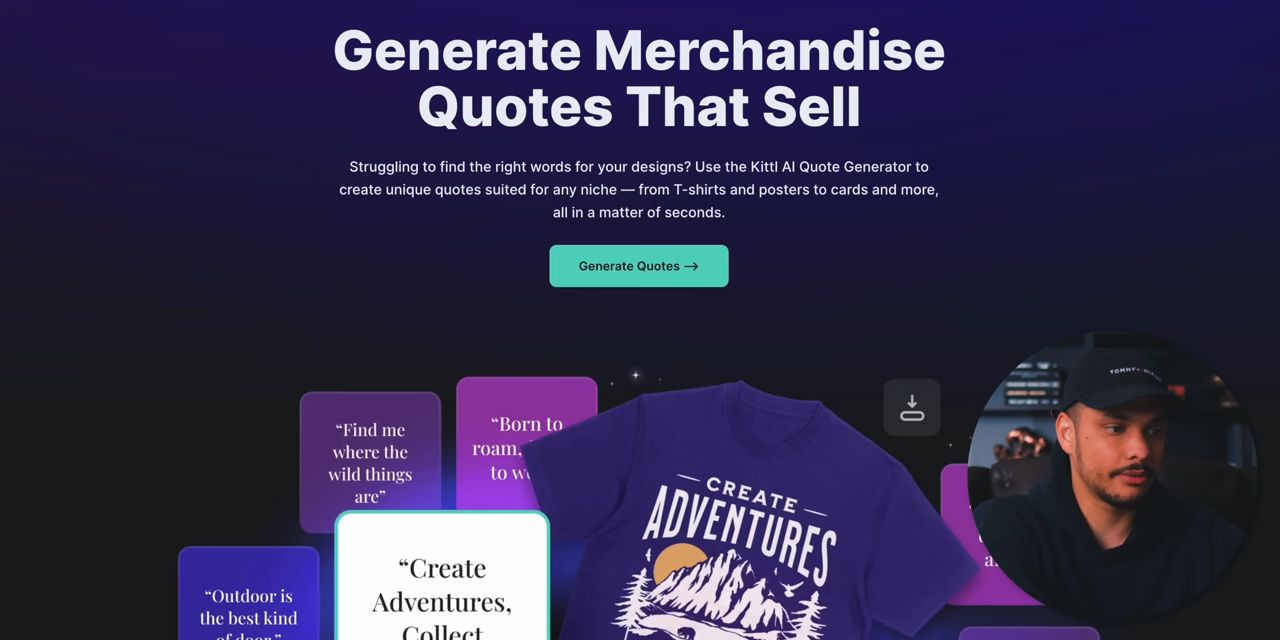 Generate Merchandise
Quotes That Sell
Struggling to find the right words for your designs? Use the Kittl AI Quote Generator to
create unique quotes suited for any niche — from T-shirts and posters to cards and more,
all in a matter of seconds.
Generate Quotes →
“Find me
where the
wild things
are”
“Born to
roam,
to
“Outdoor is
the best kind
of door.”
“Create
Adventures,
Collect
CREATE
ADVENTURES